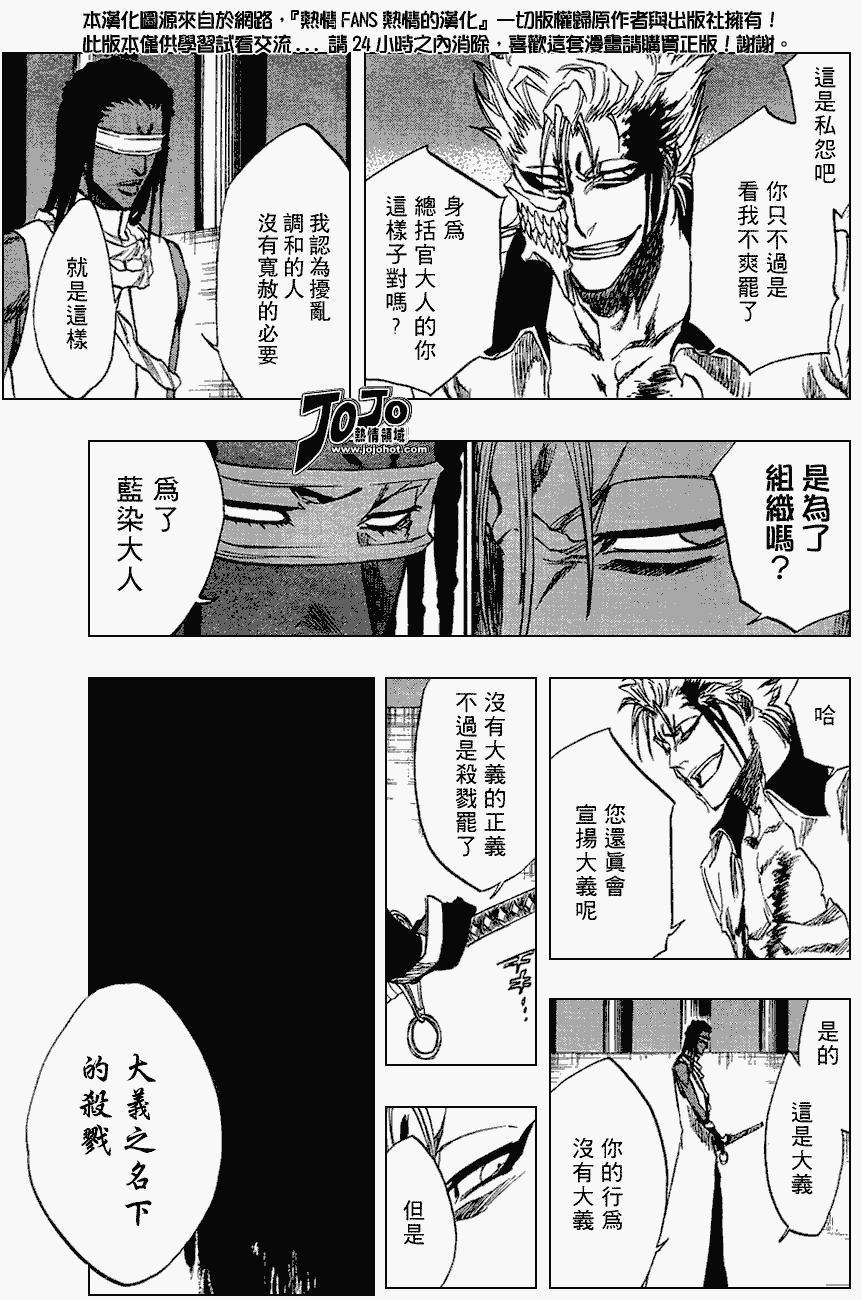 本漢化圖源來自於網路，『熱情FANS熱情的漢化』一切版權歸原作者與出版社擁有！
此版本僅供學習試看交流...請24小時之內消除，喜歡這套漫畫請購買正版！謝謝。
這是私怨吧
你只不過是
看我不爽罷了
身爲
總括官大人的你
這樣子對嗎？
我認為擾亂
調和的人
沒有寬赦的必要
就是這樣
JOJO
熱情領域
www.jojohot.com
是為了
組織嗎？
爲了
藍染大人
哈
您還真會
宣揚大義呢
是的
這是大義
你的行爲
沒有大義
沒有大義的正義
不過是殺戮罷了
但是
大義之名下
的殺戮